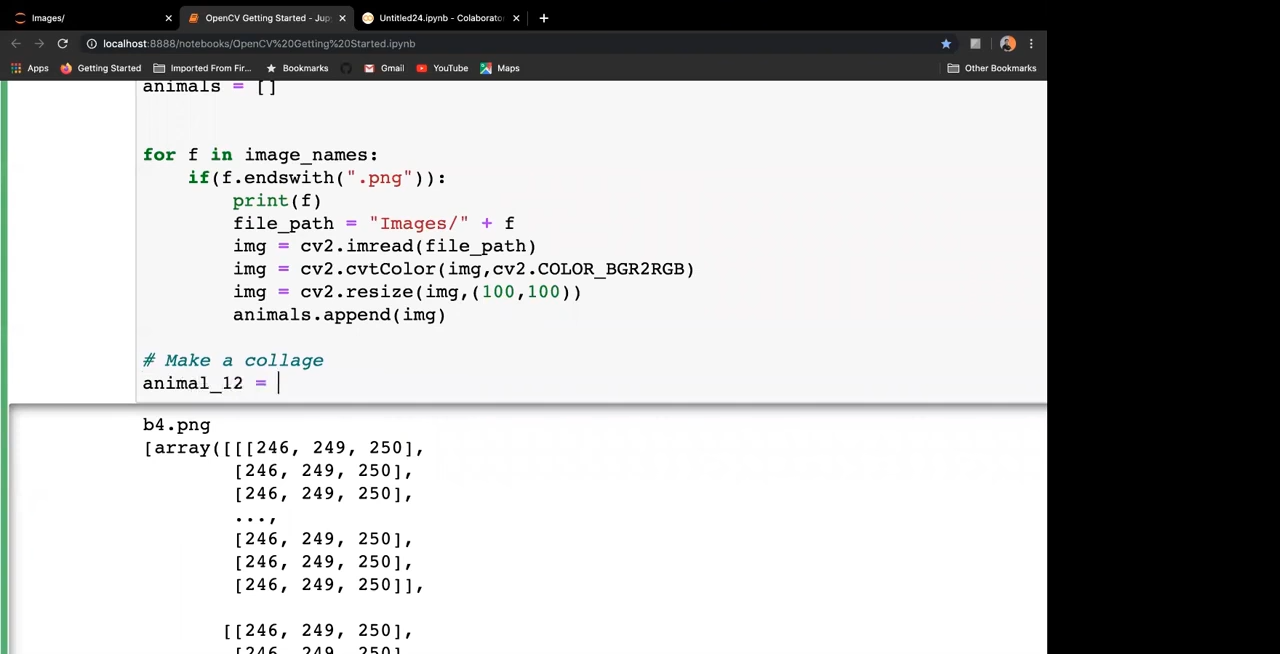 Images/
OpenCV Getting Started - Jup
Untitled24.ipynb - Colaborato
localhost:8888/notebooks/OpenCV%20Getting%20Started.ipynb
Apps Getting Started Imported From Fir... Bookmarks Gmail YouTube Maps Other Bookmarks
animals = []
for f in image_names:
if(f.endswith(".png")):
print(f)
file_path = "Images/" + f
img = cv2.imread(file_path)
img = cv2.cvtColor(img,cv2.COLOR_BGR2RGB)
img = cv2.resize(img,(100,100))
animals.append(img)
# Make a collage
animal_12 =
b4.png
[array([[[246, 249, 250],
[246, 249, 250],
[246, 249, 250],
...,
[246, 249, 250],
[246, 249, 250],
[246, 249, 250]],
[[246, 249, 250],
[246, 249, 250],